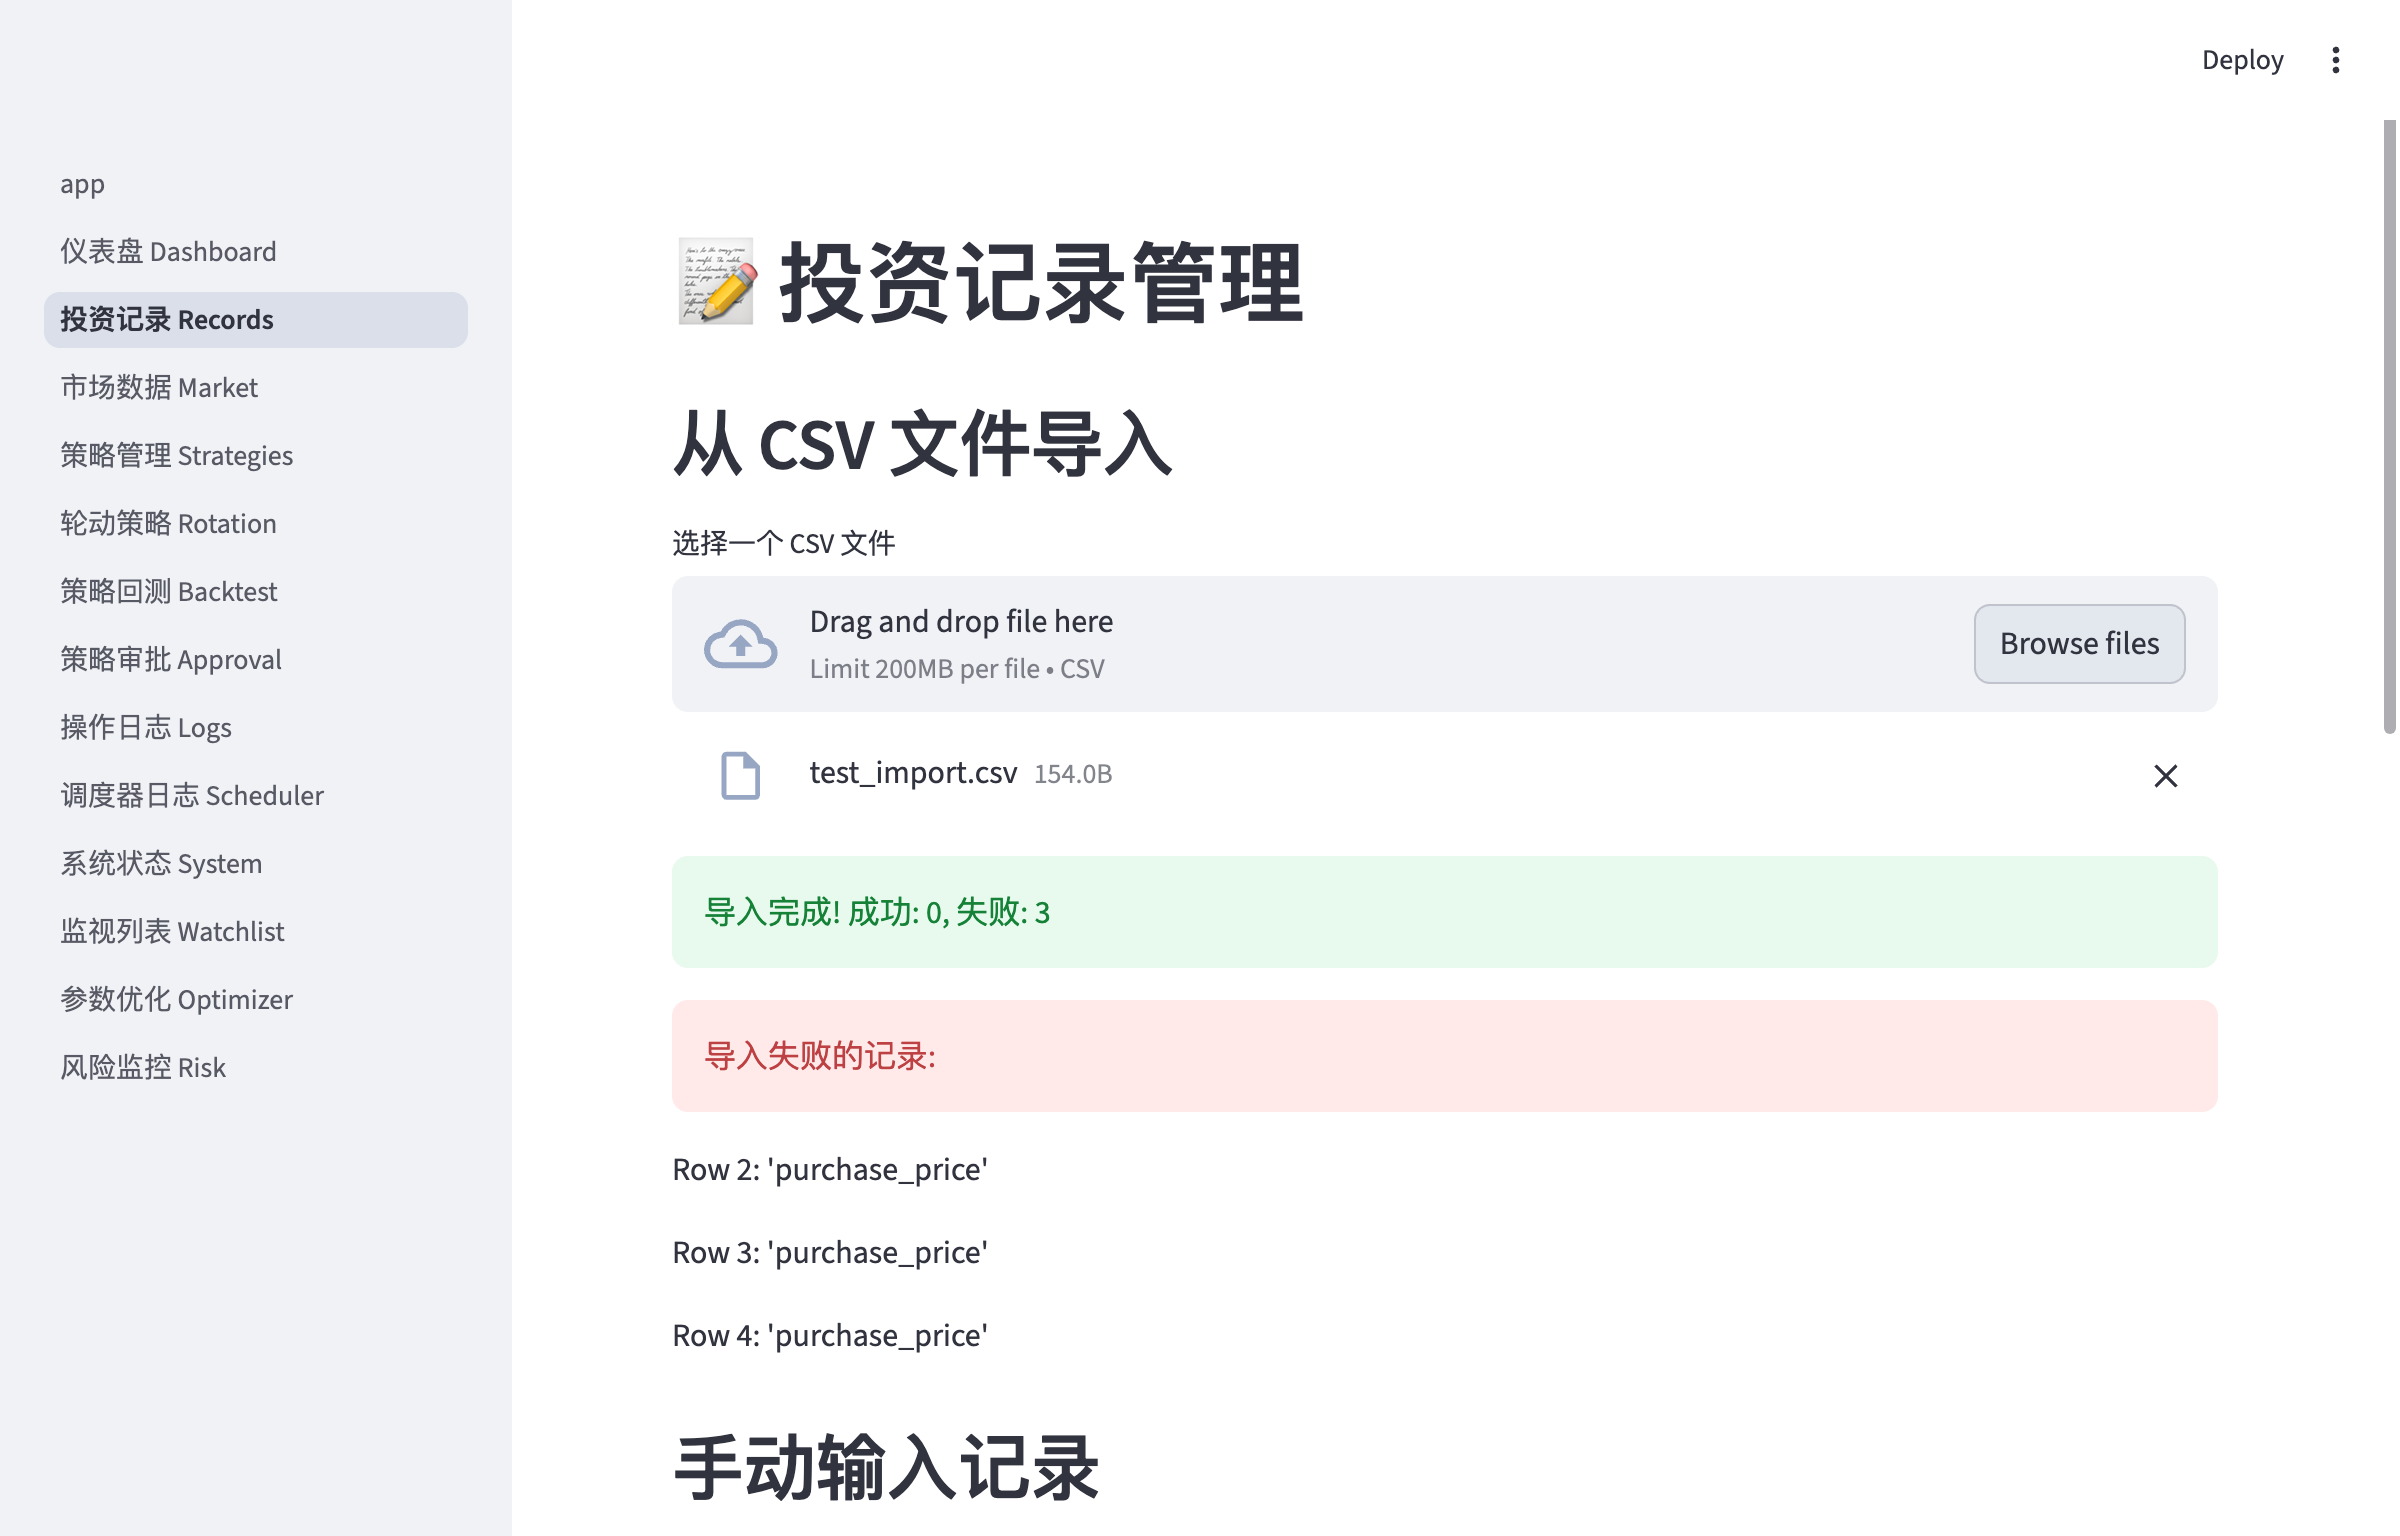 Deploy
app
仪表盘 Dashboard
投资记录 Records
市场数据 Market
策略管理 Strategies
轮动策略 Rotation
策略回测 Backtest
策略审批 Approval
操作日志 Logs
调度器日志 Scheduler
系统状态 System
监视列表 Watchlist
参数优化 Optimizer
风险监控 Risk
投资记录管理
从 CSV 文件导入
选择一个 CSV 文件
Drag and drop file here
Limit 200MB per file • CSV
Browse files
test_import.csv 154.0B
导入完成! 成功: 0, 失败: 3
导入失败的记录:
Row 2: 'purchase_price'
Row 3: 'purchase_price'
Row 4: 'purchase_price'
手动输入记录